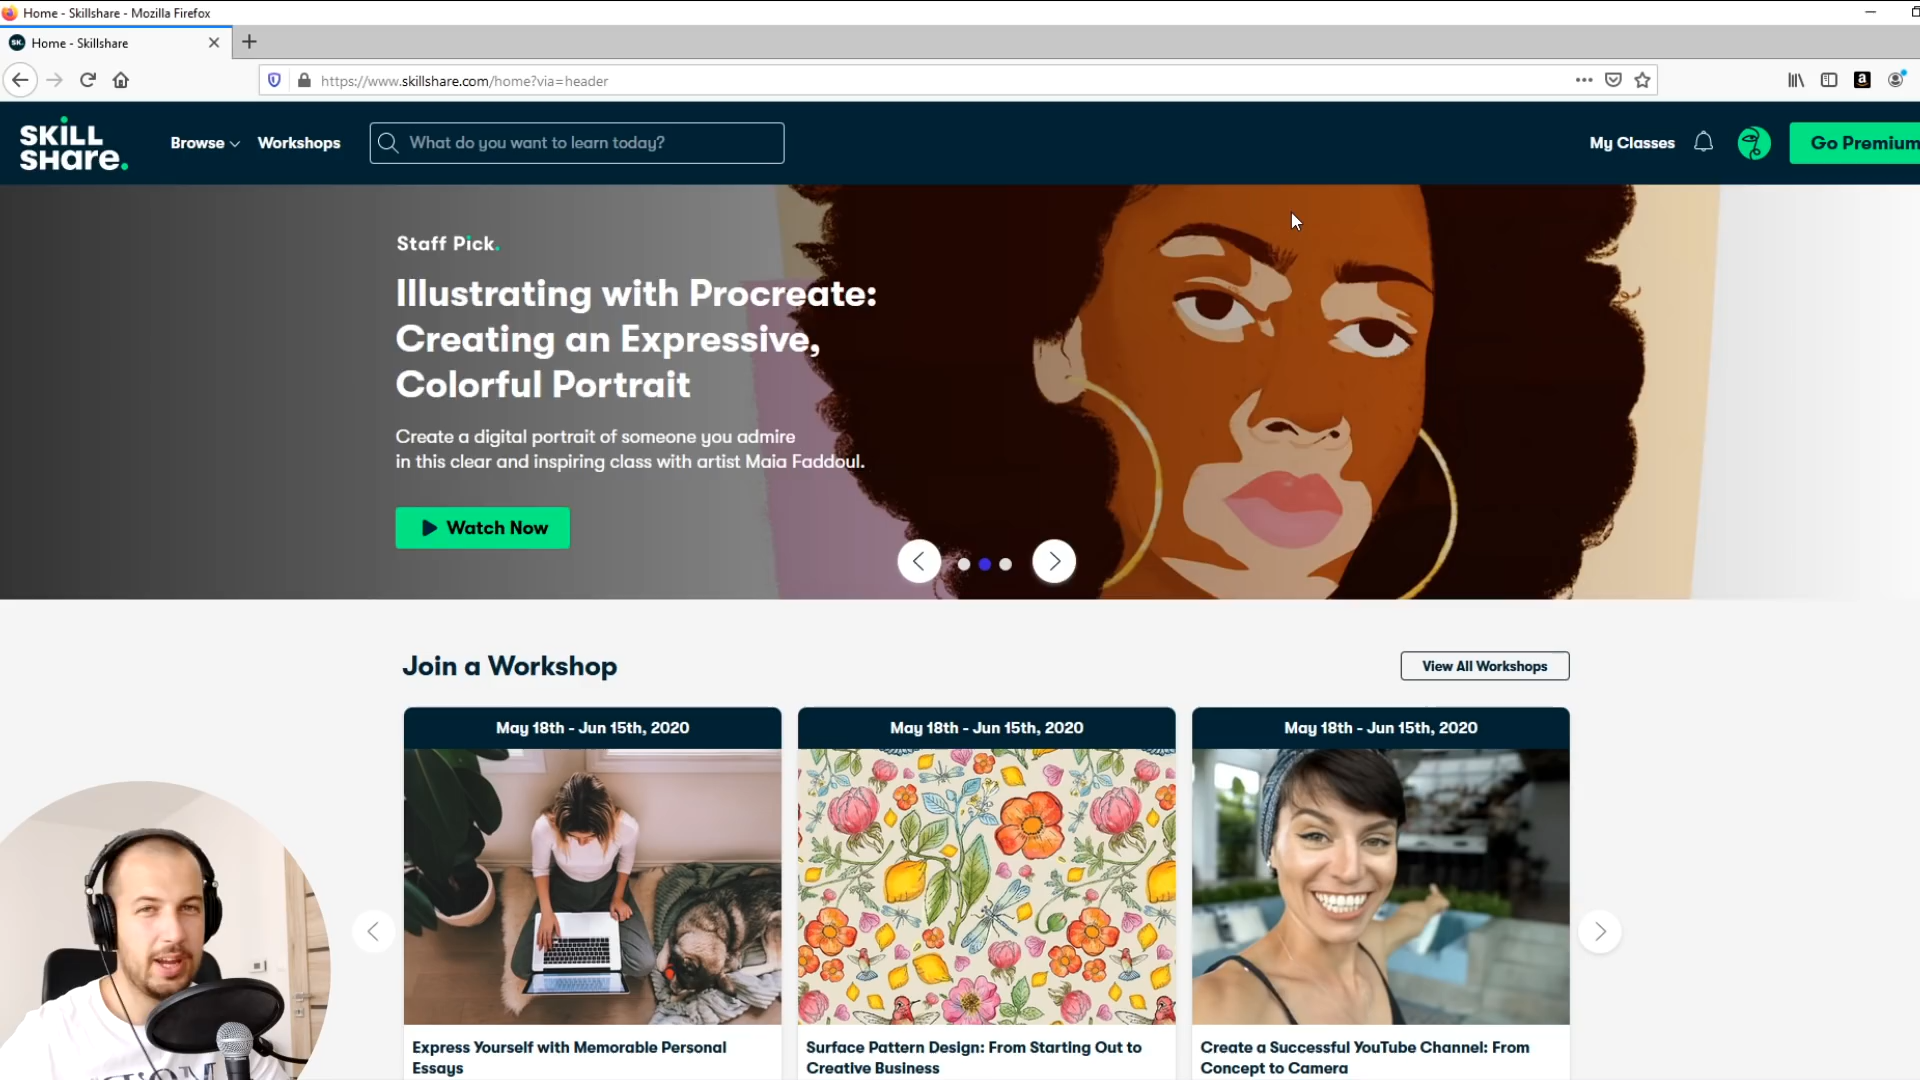 Home - Skillshare - Mozilla Firefox
SK.
Home - Skillshare
https://www.skillshare.com/home?via=header
a
SKILL
SHare.
Browse
Workshops
What do you want to learn today?
My Classes
Go Premium
Staff Pick.
Illustrating with Procreate:
Creating an Expressive,
Colorful Portrait
Create a digital portrait of someone you admire
in this clear and inspiring class with artist Maia Faddoul.
Watch Now
Join a Workshop
View All Workshops
May 18th - Jun 15th, 2020
May 18th - Jun 15th, 2020
May 18th - Jun 15th, 2020
Express Yourself with Memorable Personal
Essays
Surface Pattern Design: From Starting Out to
Creative Business
Create a Successful YouTube Channel: From
Concept to Camera